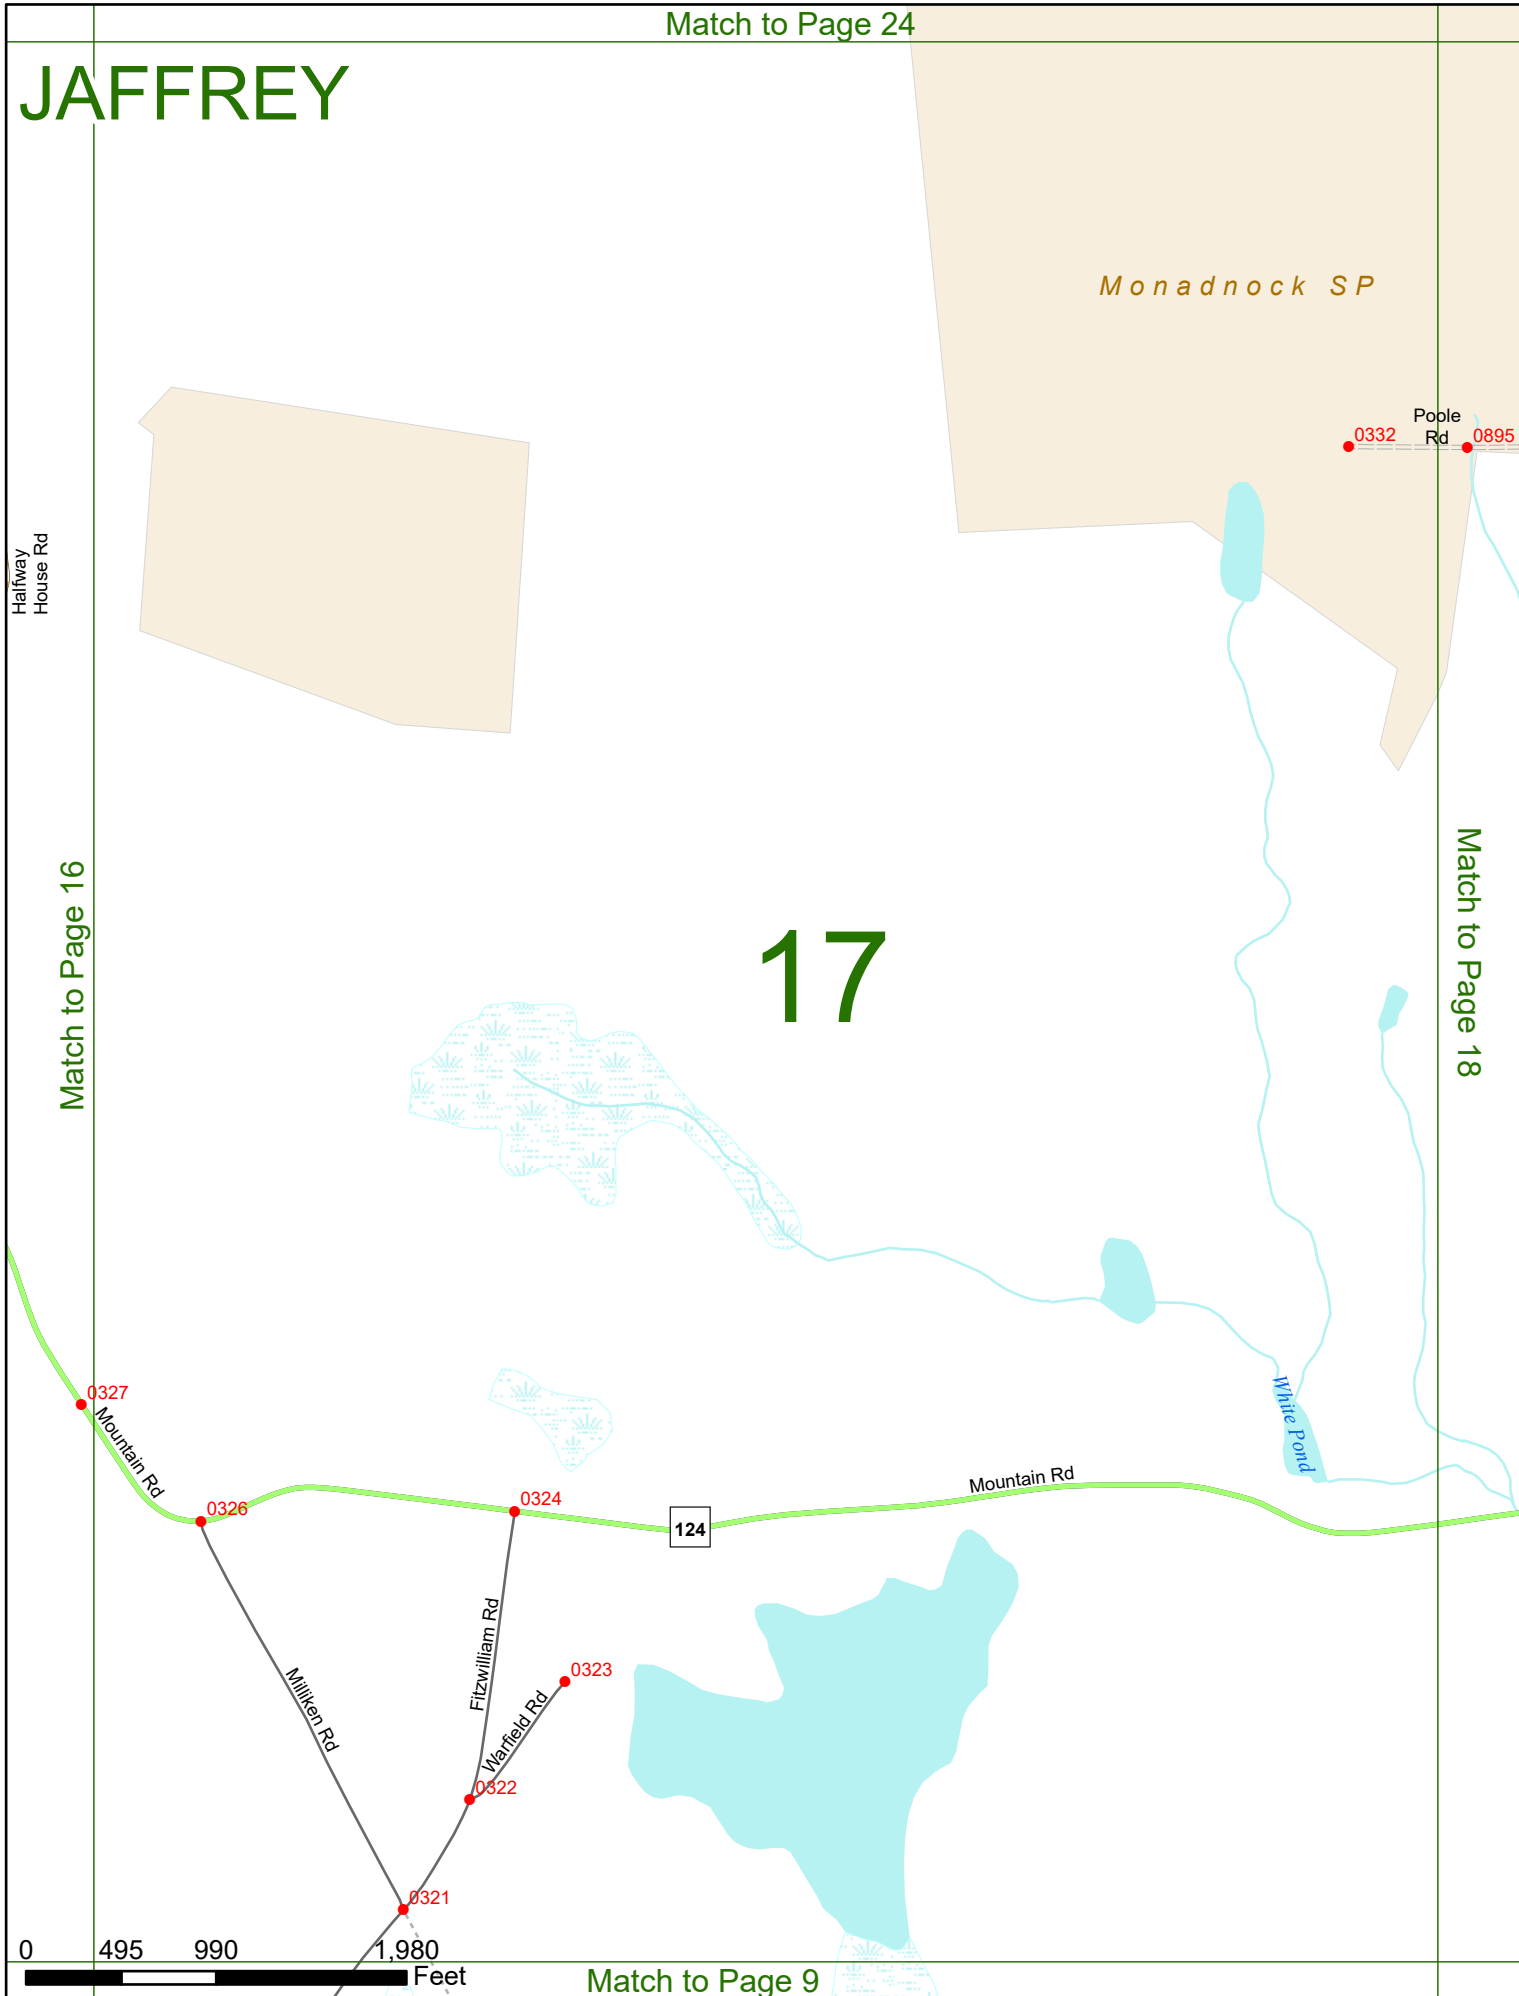 Match to Page 24
JAFFREY
Monadnock SP
Poole
Rd
0332
0895
Halfway
House Rd
Match to Page 16
17
Match to Page 18
0327
Mountain Rd
0326
0324
124
Mountain Rd
White Pond
Fitzwilliam Rd
0323
Milliken Rd
Warfield Rd
0322
0321
0 495 990 1,980
Feet
Match to Page 9